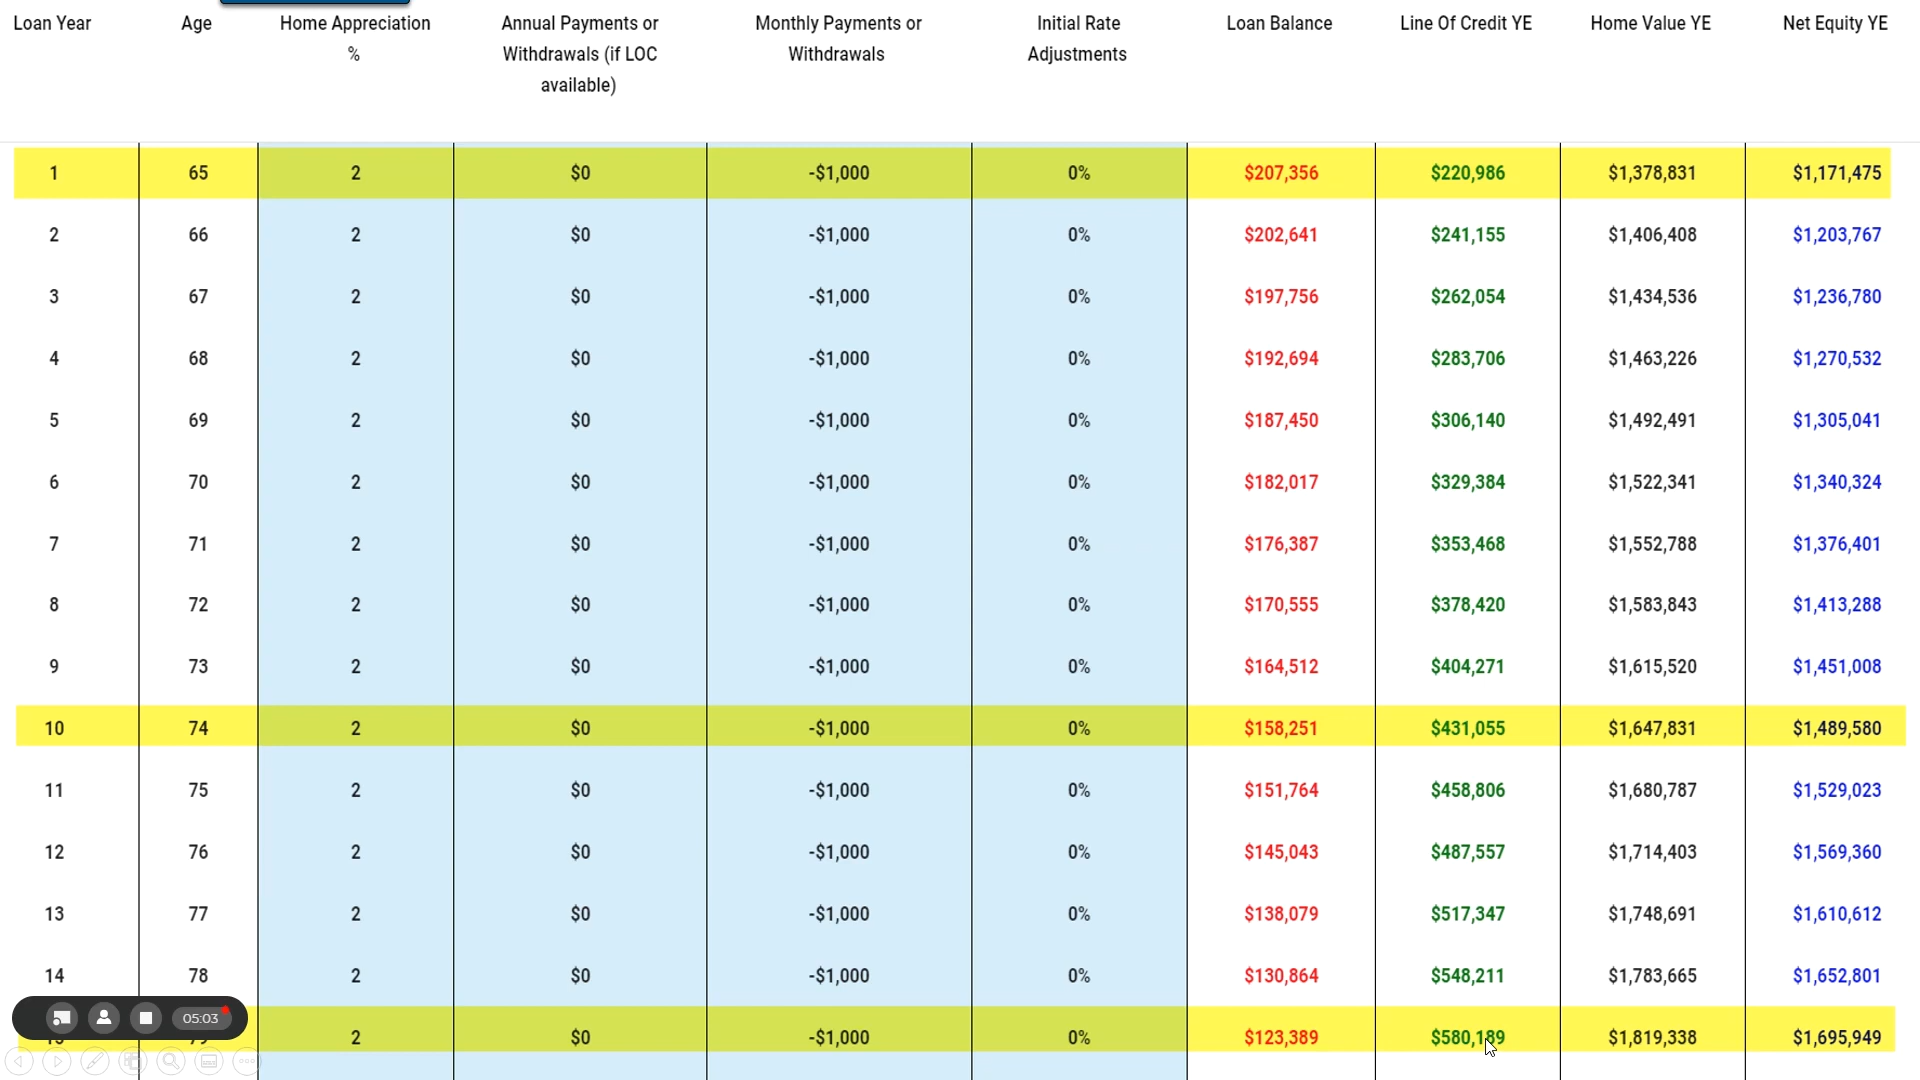 Loan Year Age Home Appreciation Annual Payments or Monthly Payments or Initial Rate Loan Balance Line Of Credit YE Home Value YE Net Equity YE
% Withdrawals (if LOC Withdrawals Adjustments
available)
1 65 2 $0 -$1,000 0% $207,356 $220,986 $1,378,831 $1,171,475
2 66 2 $0 -$1,000 0% $202,641 $241,155 $1,406,408 $1,203,767
3 67 2 $0 -$1,000 0% $197,756 $262,054 $1,434,536 $1,236,780
4 68 2 $0 -$1,000 0% $192,694 $283,706 $1,463,226 $1,270,532
5 69 2 $0 -$1,000 0% $187,450 $306,140 $1,492,491 $1,305,041
6 70 2 $0 -$1,000 0% $182,017 $329,384 $1,522,341 $1,340,324
7 71 2 $0 -$1,000 0% $176,387 $353,468 $1,552,788 $1,376,401
8 72 2 $0 -$1,000 0% $170,555 $378,420 $1,583,843 $1,413,288
9 73 2 $0 -$1,000 0% $164,512 $404,271 $1,615,520 $1,451,008
10 74 2 $0 -$1,000 0% $158,251 $431,055 $1,647,831 $1,489,580
11 75 2 $0 -$1,000 0% $151,764 $458,806 $1,680,787 $1,529,023
12 76 2 $0 -$1,000 0% $145,043 $487,557 $1,714,403 $1,569,360
13 77 2 $0 -$1,000 0% $138,079 $517,347 $1,748,691 $1,610,612
14 78 2 $0 -$1,000 0% $130,864 $548,211 $1,783,665 $1,652,801
05:03
2 $0 -$1,000 0% $123,389 $580,189 $1,819,338 $1,695,949